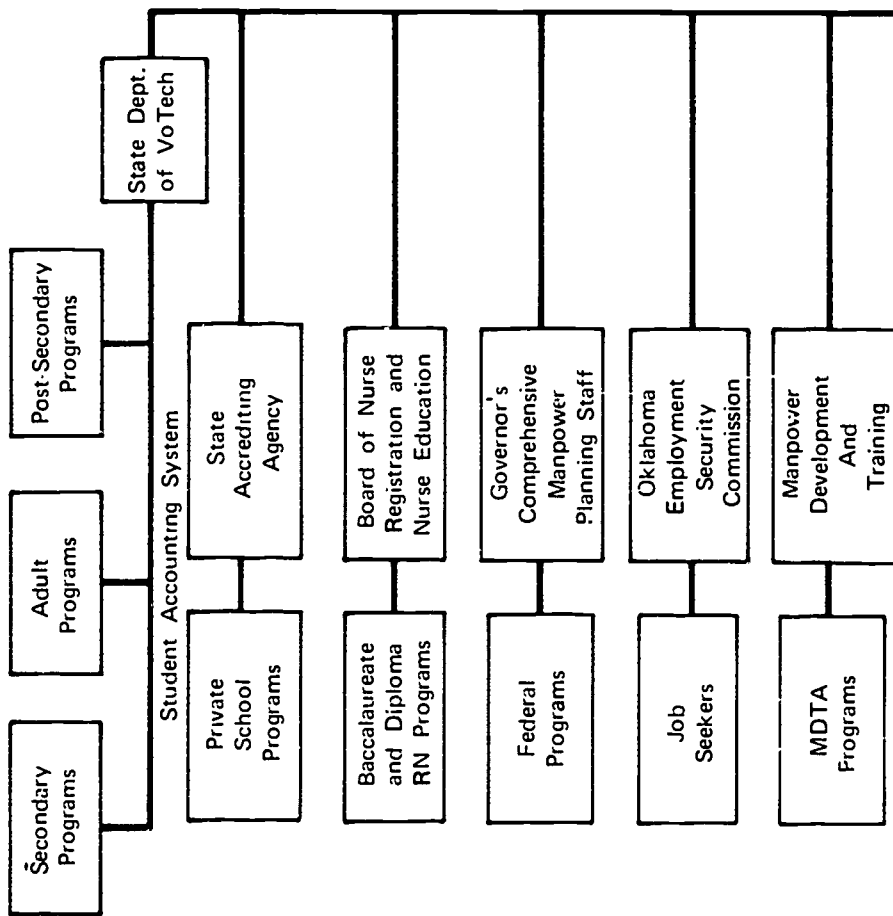 Secondary
Programs
Adult
Programs
Post-Secondary
Programs
State Dept.
of VoTech
Student Accounting System
Private
School
Programs
State
Accrediting
Agency
Baccalaureate
and Diploma
RN Programs
Board of Nurse
Registration and
Nurse Education
Federal
Programs
Governor's
Comprehensive
Manpower
Planning Staff
Job
Seekers
Oklahoma
Employment
Security
Commission
MDTA
Programs
Manpower
Development
And
Training